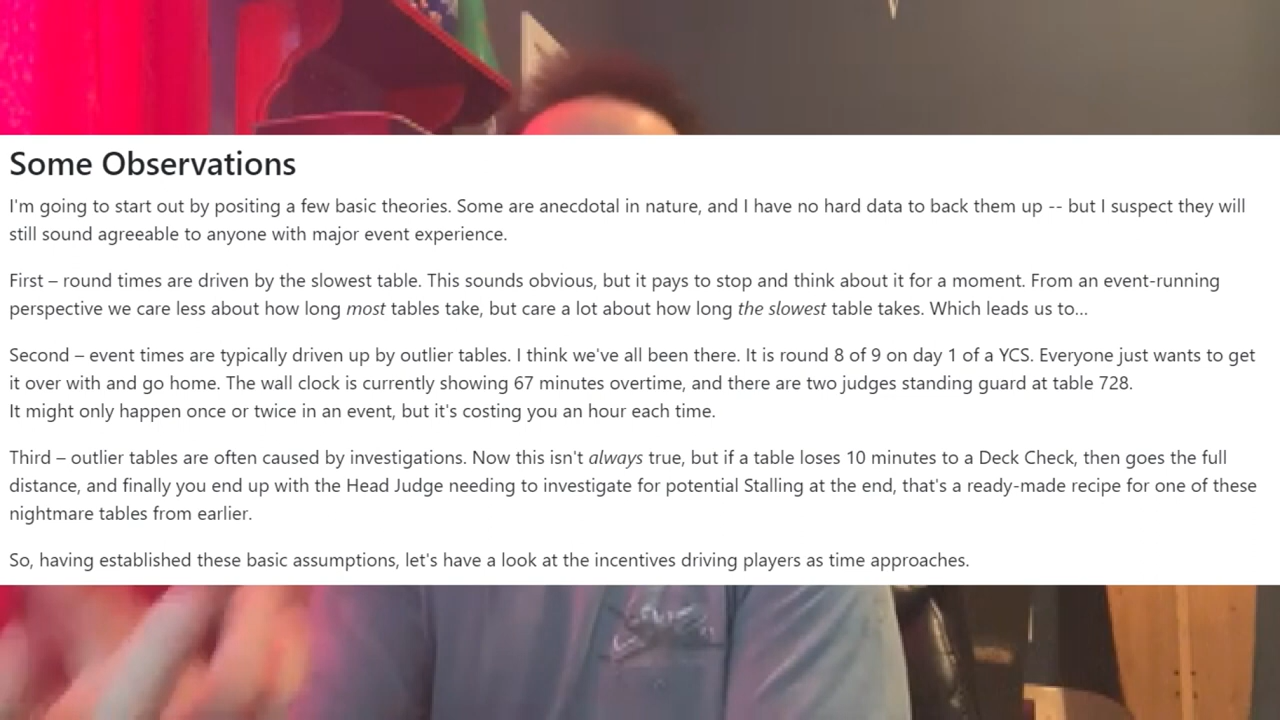 Some Observations
I'm going to start out by positing a few basic theories. Some are anecdotal in nature, and I have no hard data to back them up -- but I suspect they will
still sound agreeable to anyone with major event experience.
First – round times are driven by the slowest table. This sounds obvious, but it pays to stop and think about it for a moment. From an event-running
perspective we care less about how long most tables take, but care a lot about how long the slowest table takes. Which leads us to...
Second – event times are typically driven up by outlier tables. I think we've all been there. It is round 8 of 9 on day 1 of a YCS. Everyone just wants to get
it over with and go home. The wall clock is currently showing 67 minutes overtime, and there are two judges standing guard at table 728.
It might only happen once or twice in an event, but it's costing you an hour each time.
Third – outlier tables are often caused by investigations. Now this isn't always true, but if a table loses 10 minutes to a Deck Check, then goes the full
distance, and finally you end up with the Head Judge needing to investigate for potential Stalling at the end, that's a ready-made recipe for one of these
nightmare tables from earlier.
So, having established these basic assumptions, let's have a look at the incentives driving players as time approaches.